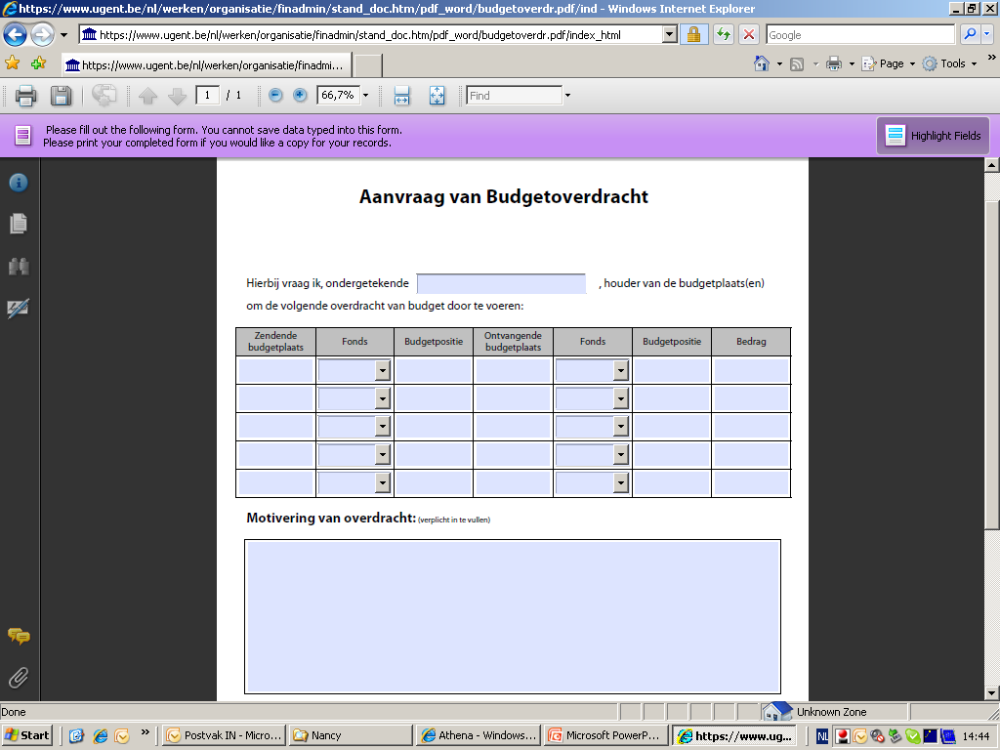 https://www.ugent.be/nl/werken/organisatie/finadmin/stand_doc.htm/pdf_word/budgetoverdr.pdf/ind - Windows Internet Explorer
https://www.ugent.be/nl/werken/organisatie/finadmin/stand_doc.htm/pdf_word/budgetoverdr.pdf/index_html
Google
https://www.ugent.be/nl/werken/organisatie/finadmi...
Page
Tools
1 / 1
66,7%
Find
Please fill out the following form. You cannot save data typed into this form.
Please print your completed form if you would like a copy for your records.
Highlight Fields
Aanvraag van Budgetoverdracht
Hierbij vraag ik, ondergetekende , houder van de budgetplaats(en)
om de volgende overdracht van budget door te voeren:
Zendende budgetplaats Fonds Budgetpositie Ontvangende budgetplaats Fonds Budgetpositie Bedrag
Motivering van overdracht: (verplicht in te vullen)
Done
Unknown Zone
Start
Postvak IN - Micro...
Nancy
Athena - Windows...
Microsoft PowerP...
https://www.ug...
NL
14:44